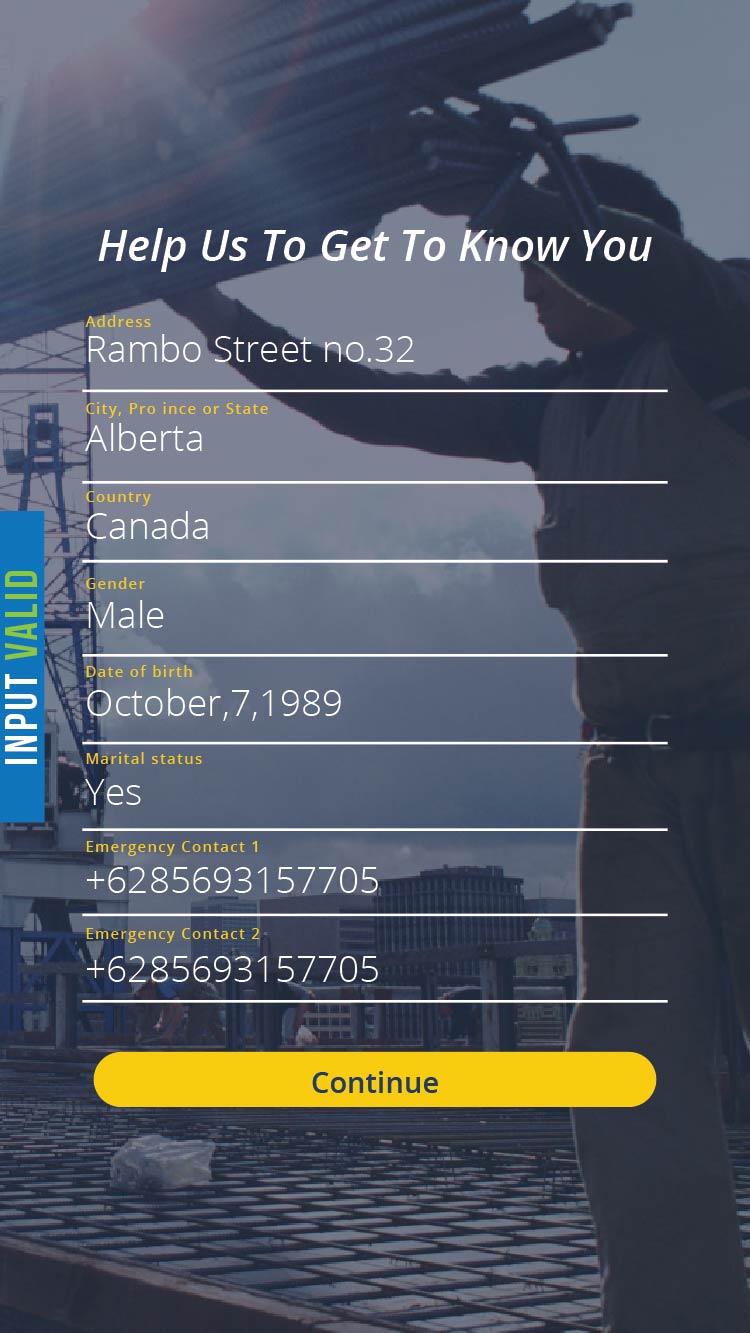 Help Us To Get To Know You
Address
Rambo Street no.32
City, Pro ince or State
Alberta
Country
Canada
Gender
Male
Date of birth
October,7,1989
Marital status
Yes
Emergency Contact 1
+6285693157705
Emergency Contact 2
+6285693157705
Continue
INPUT VALID